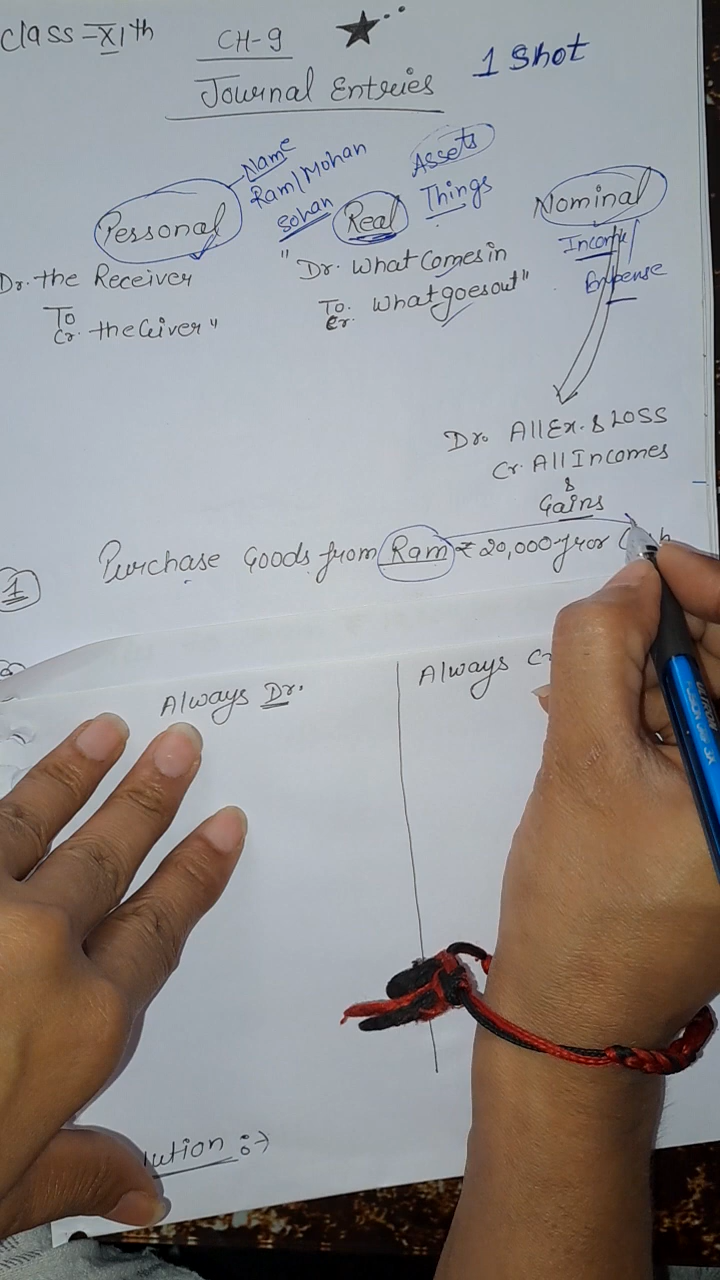 Class = XIth
CH-9
Journal Entries
1 Shot
Personal
Name
Ram/Mohan
Sohan
Dr. the Receiver
To
Cr. the Giver"
Real
Assets
Things
"Dr. What Comes in
To
Cr. What goes out"
Nominal
Income/
Expense
Dr. All Ex. & Loss
Cr. All Incomes
&
Gains
1 Purchase Goods from Ram ₹ 20,000 for
Always Dr.
Always Cr
lution :-)